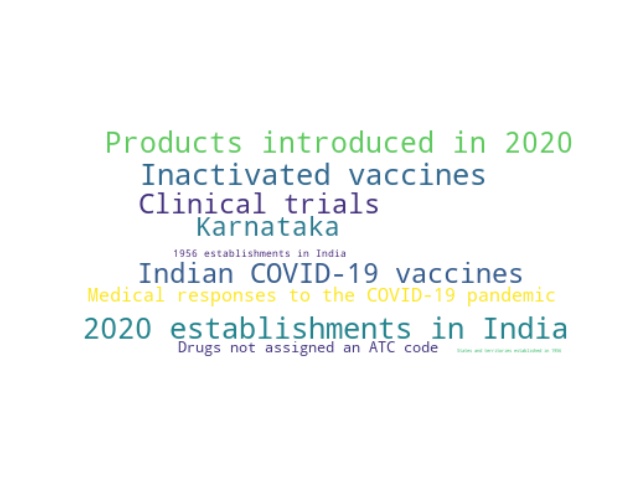 Products introduced in 2020
Inactivated vaccines
Clinical trials
Karnataka
1956 establishments in India
Indian COVID-19 vaccines
Medical responses to the COVID-19 pandemic
2020 establishments in India
Drugs not assigned an ATC code
States and territories established in 1956